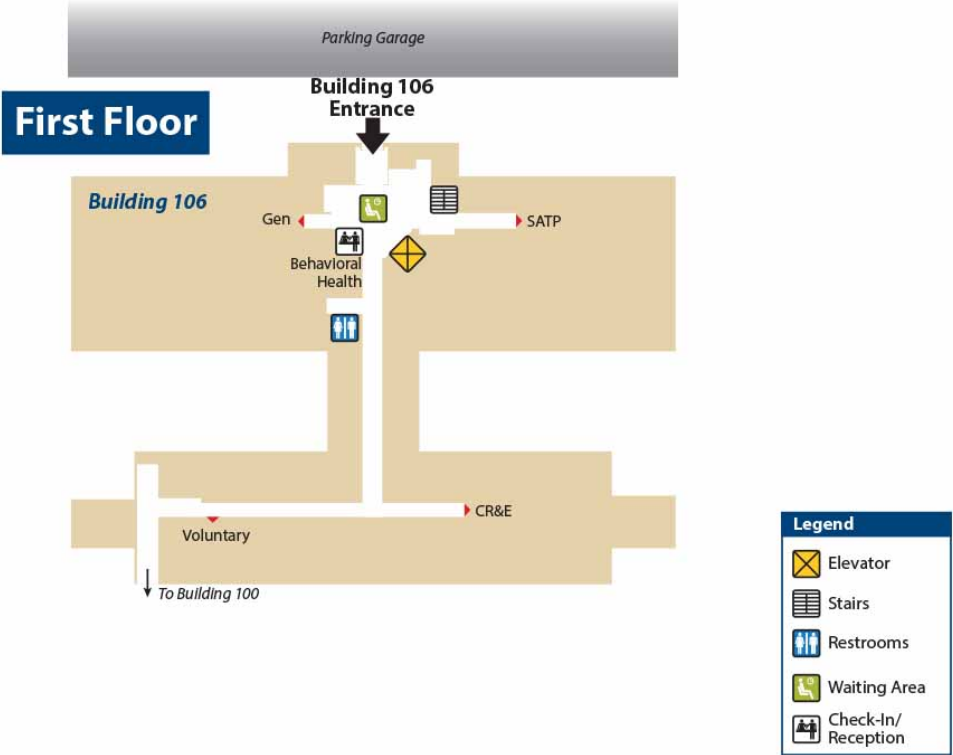 Parking Garage
Building 106
Entrance
First Floor
Building 106
Gen
SATP
Behavioral
Health
CR&E
Voluntary
To Building 100
Legend
Elevator
Stairs
Restrooms
Waiting Area
Check-In/
Reception